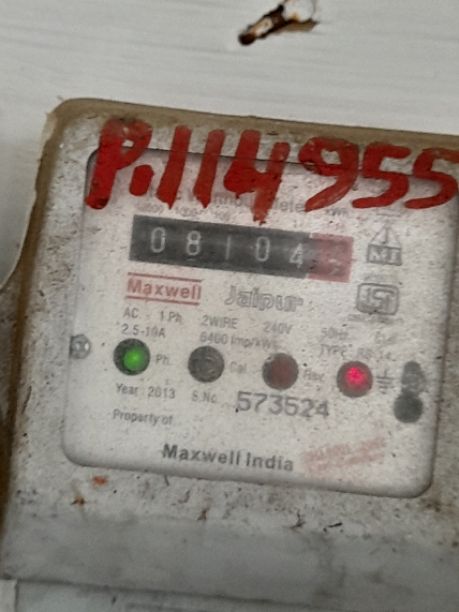 P.114955
08104
Maxwell Jaipur
AC 1 Ph. 2WIRE 240V 50Hz
2.5-10A 6400 Imp/kWh
Ph. Cal. Rev.
Year 2013 S.No. 573524
Property of
Maxwell India